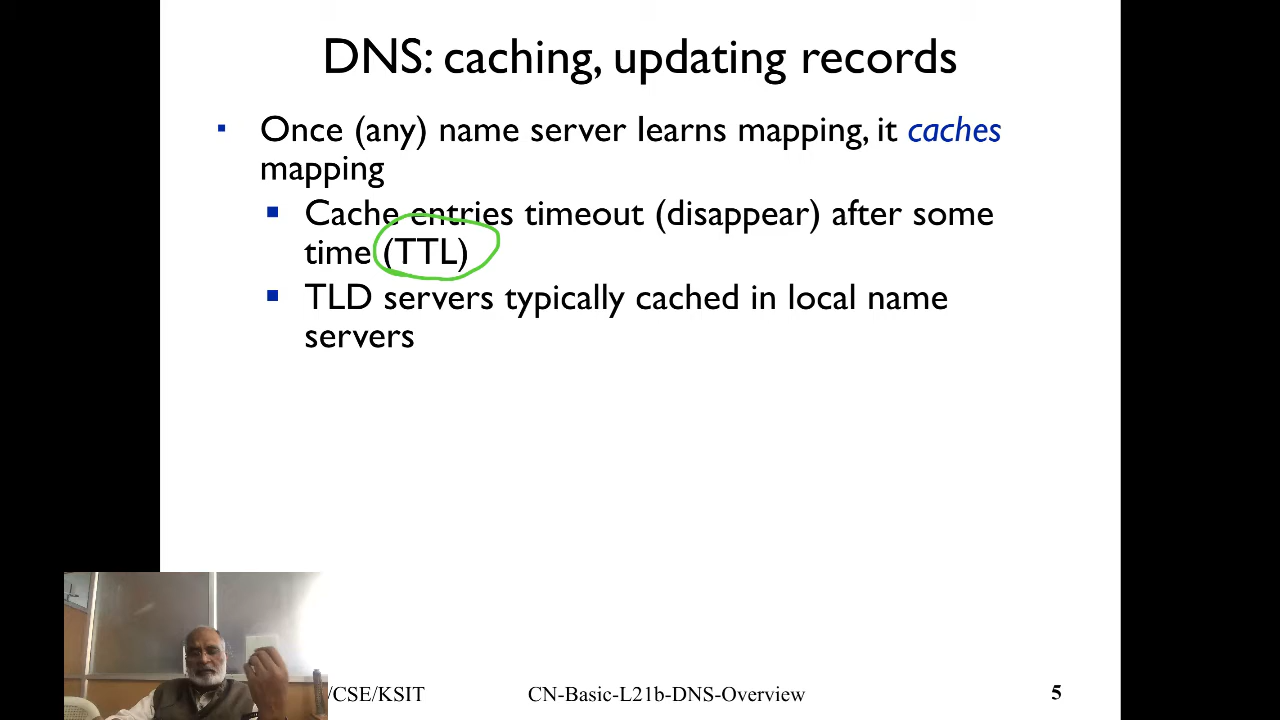 DNS: caching, updating records
Once (any) name server learns mapping, it caches
mapping
Cache entries timeout (disappear) after some
time (TTL)
TLD servers typically cached in local name
servers
/CSE/KSIT
CN-Basic-L21b-DNS-Overview
5